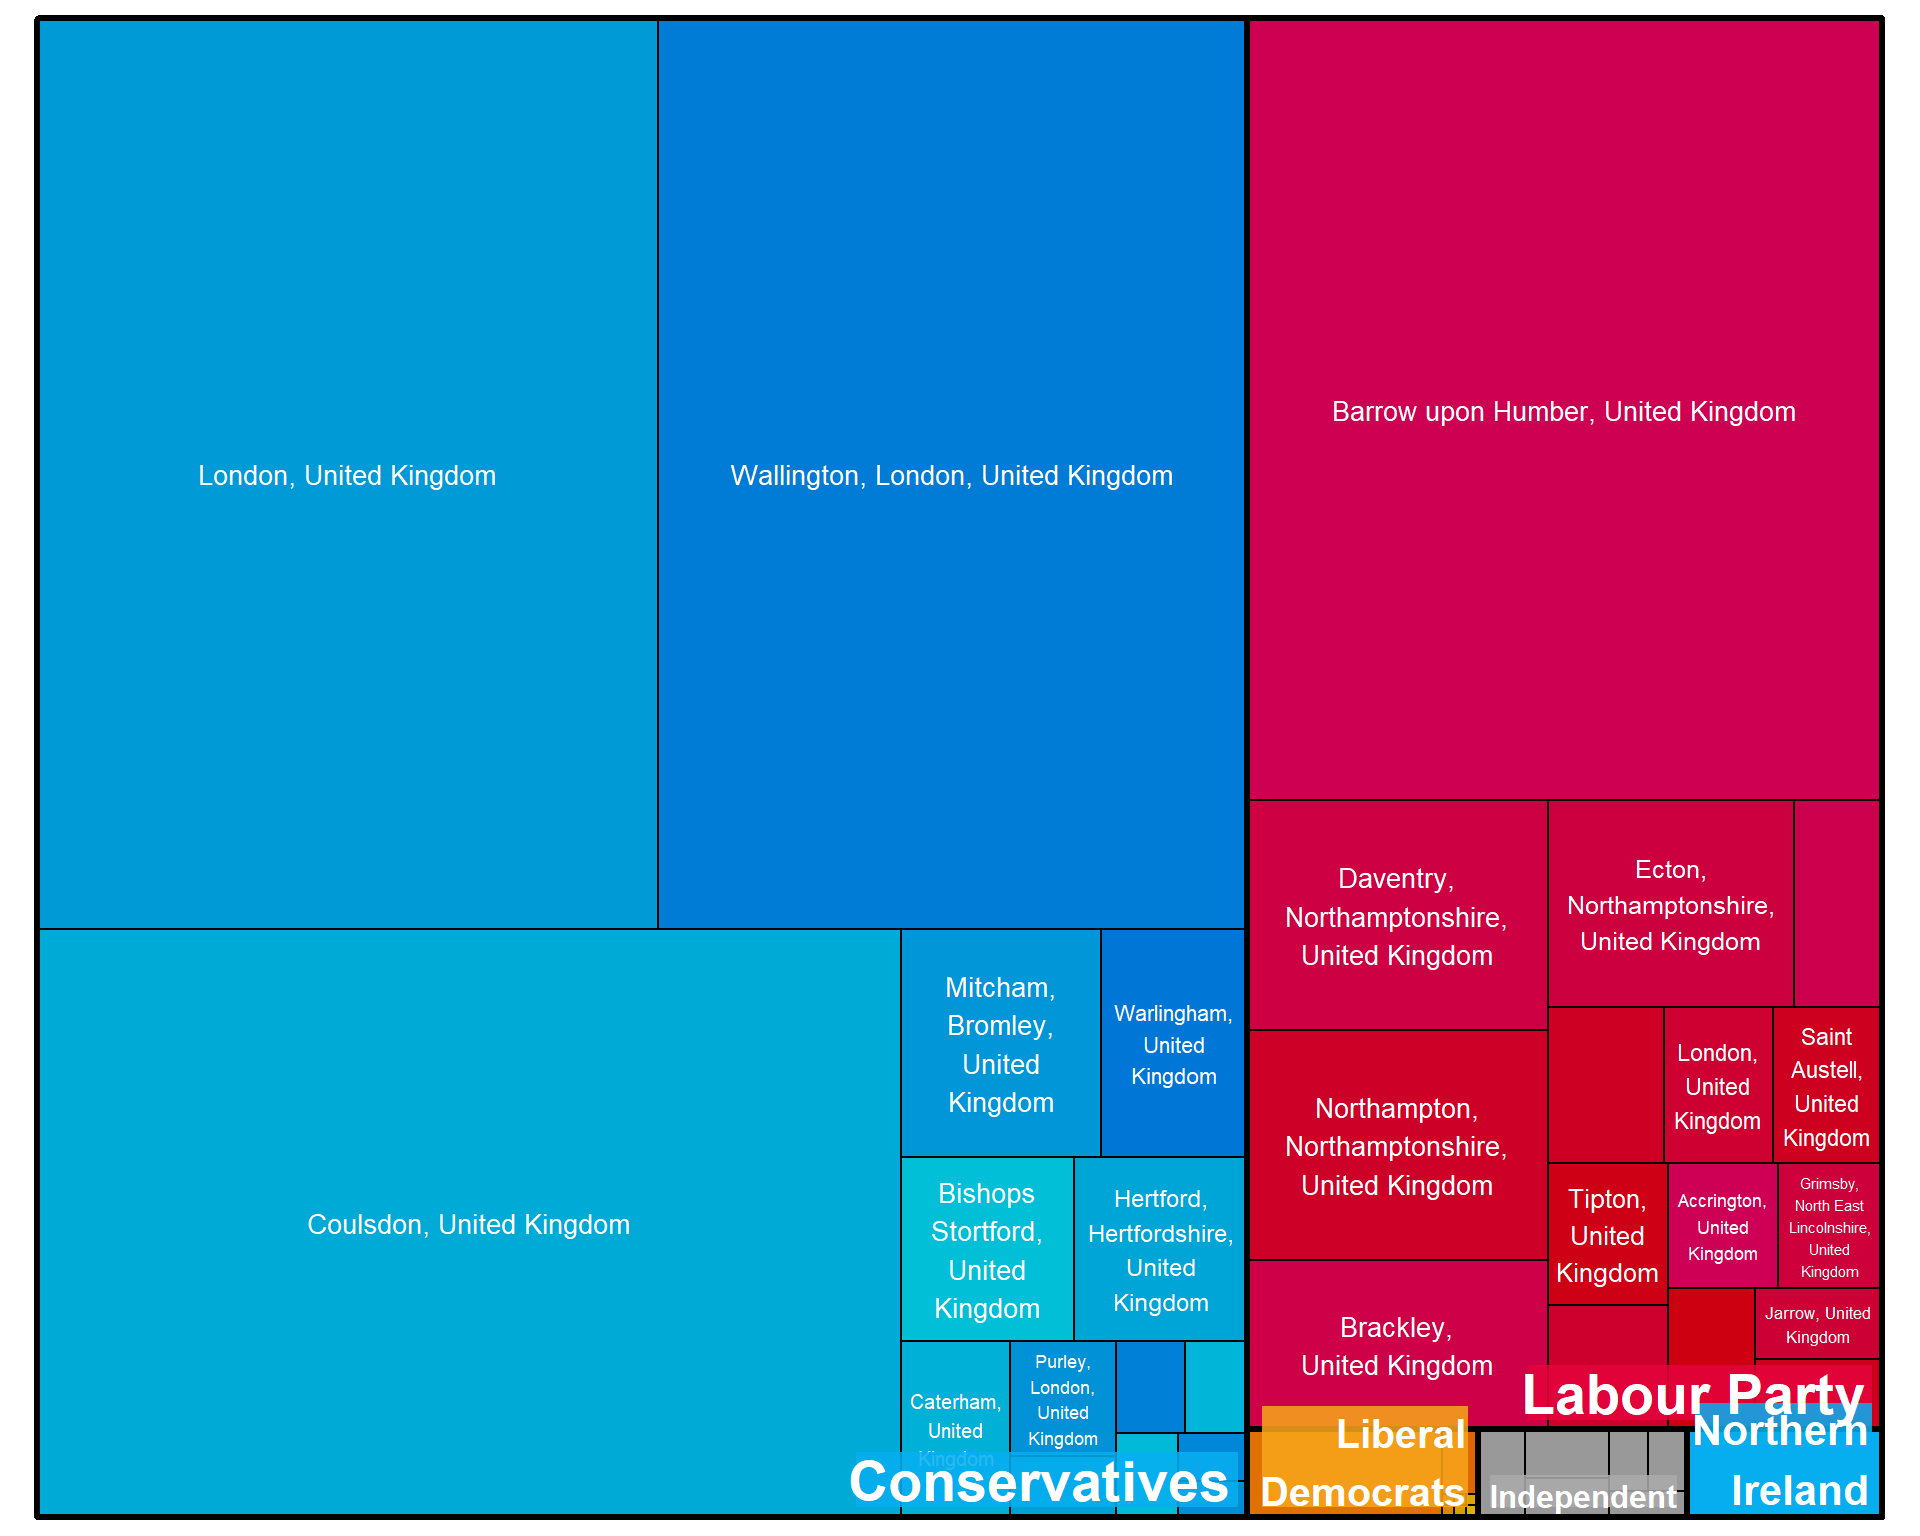 London, United Kingdom
Wallington, London, United Kingdom
Barrow upon Humber, United Kingdom
Coulsdon, United Kingdom
Mitcham,
Bromley,
United
Kingdom
Warlingham,
United
Kingdom
Bishops
Stortford,
United
Kingdom
Hertford,
Hertfordshire,
United
Kingdom
Caterham,
United
Kingdom
Purley,
London,
United
Kingdom
Conservatives
Daventry,
Northamptonshire,
United Kingdom
Ecton,
Northamptonshire,
United Kingdom
Northampton,
Northamptonshire,
United Kingdom
London,
United
Kingdom
Saint
Austell,
United
Kingdom
Tipton,
United
Kingdom
Accrington,
United
Kingdom
Grimsby,
North East
Lincolnshire,
United
Kingdom
Brackley,
United Kingdom
Jarrow, United
Kingdom
Labour Party
Liberal
Democrats
Independent
Northern
Ireland